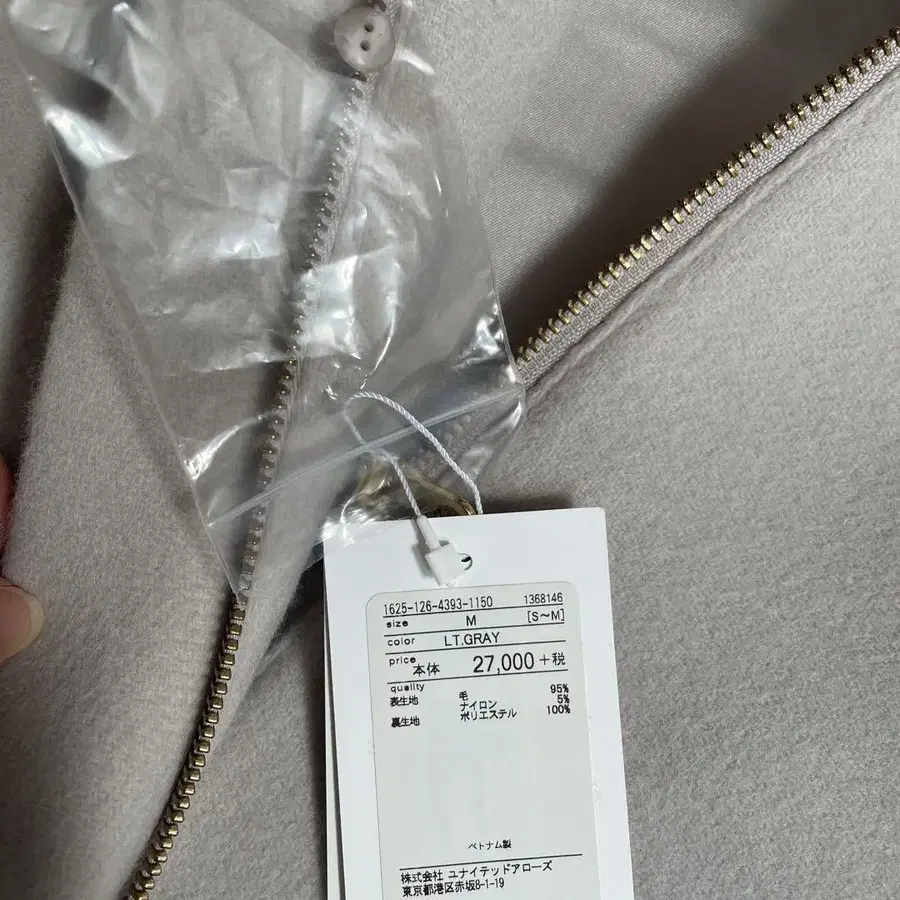 1625-126-4393-1150 1368146
size M [S~M]
color LT.GRAY
price 本体 27,000+税
quality
表生地 毛 95%
ナイロン 5%
裏生地 ポリエステル 100%
ベトナム製
株式会社 ユナイテッドアローズ
東京都港区赤坂8-1-19